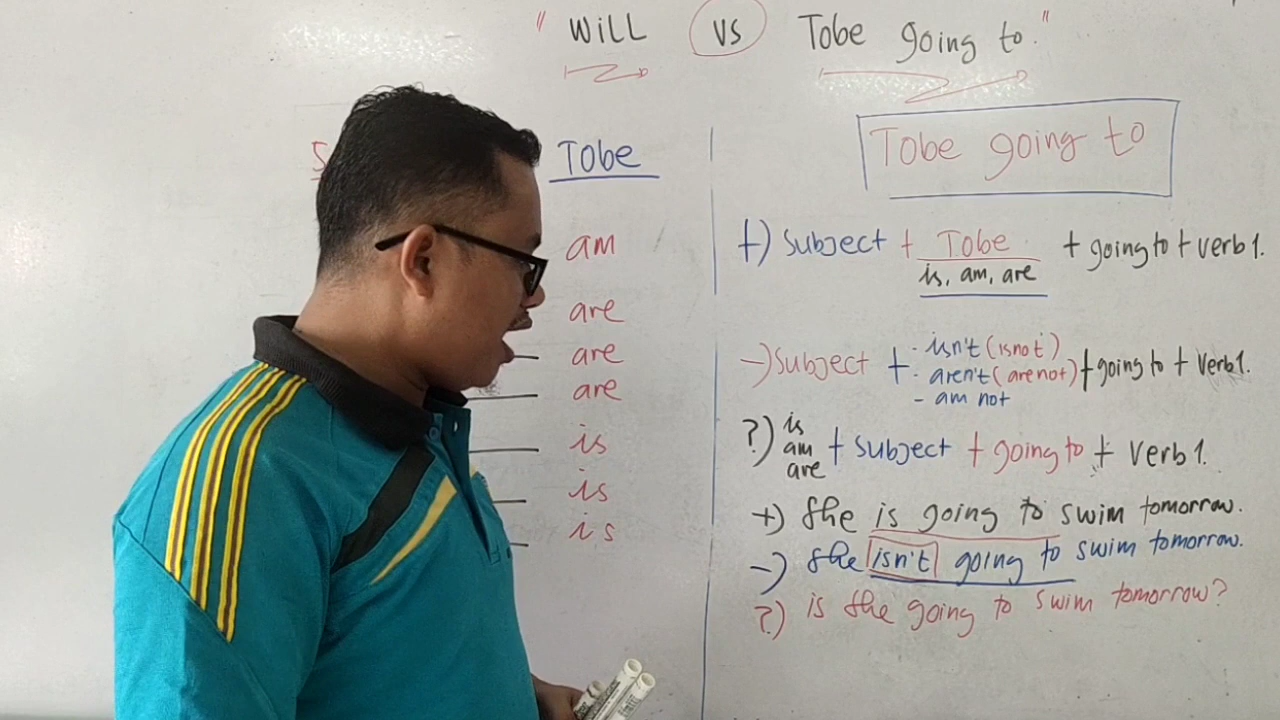 " WiLL vs Tobe going to."
S
Tobe
am
are
are
are
is
is
is
Tobe going to
+) Subject + Tobe + going to + verb 1.
is, am, are
-) Subject + · isn't (is not) + going to + verb 1.
· aren't (are not)
- am not
?) is + subject + going to + verb 1.
am
are
+) She is going to swim tomorrow.
-) She isn't going to swim tomorrow.
?) is she going to swim tomorrow?